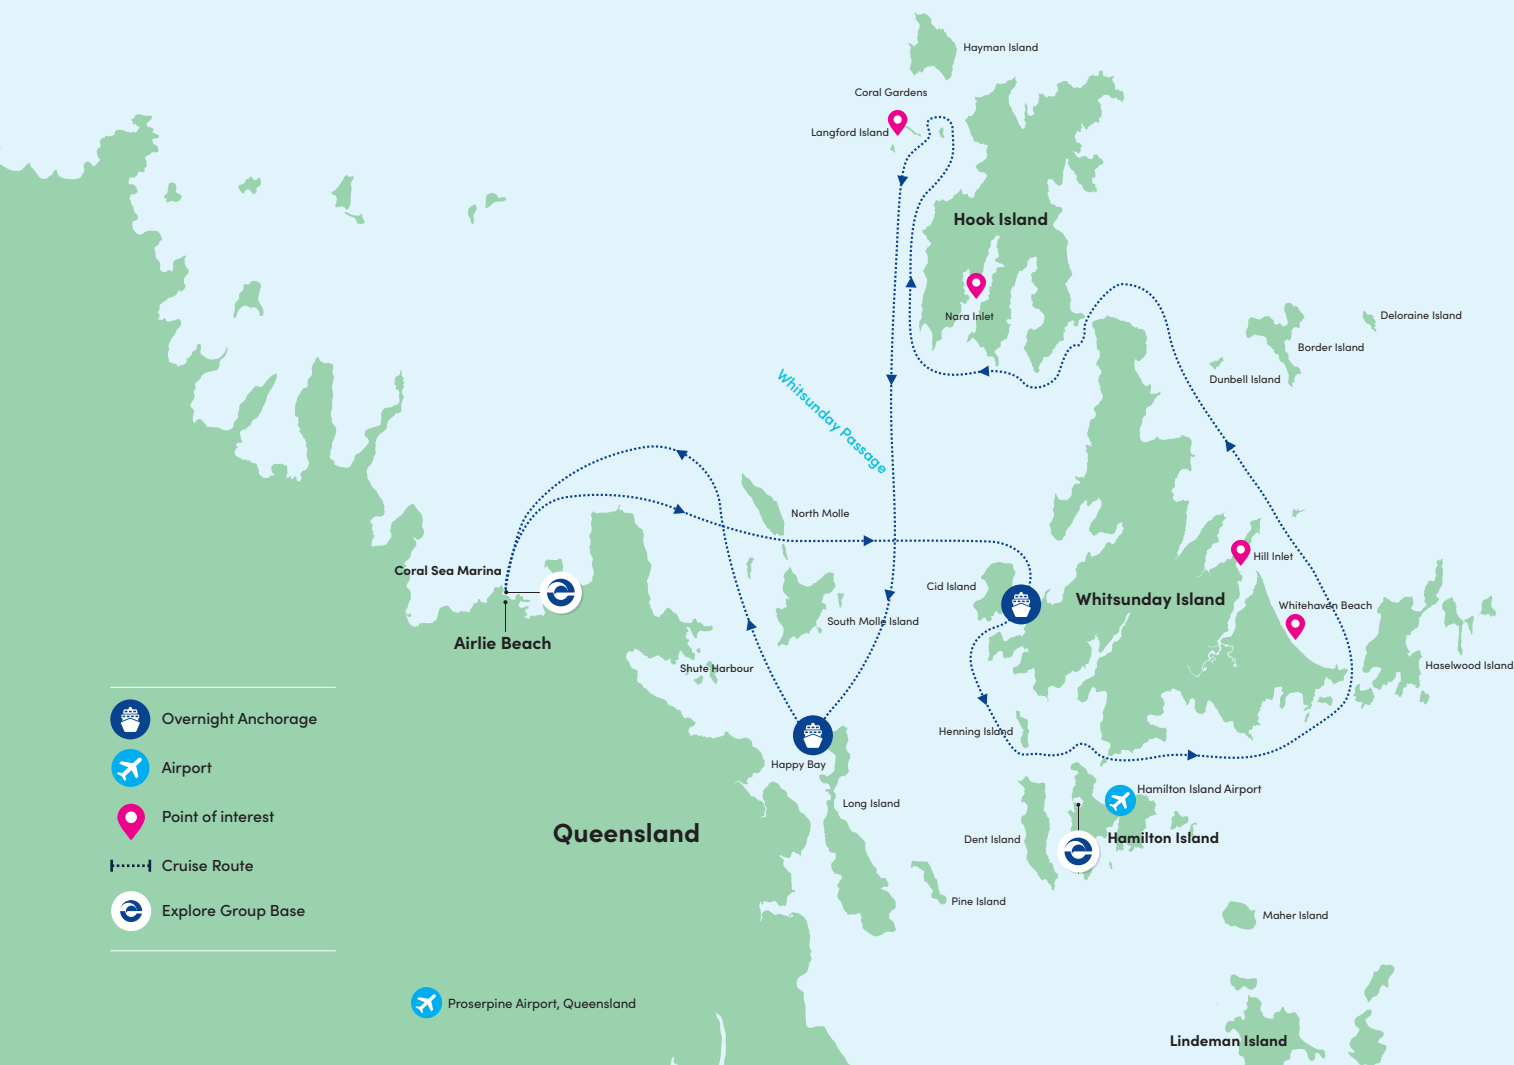 Hayman Island
Coral Gardens
Langford Island
Hook Island
Nara Inlet
Deloraine Island
Border Island
Dunbell Island
Whitsunday Passage
North Molle
Hill Inlet
Coral Sea Marina
Cid Island
Whitsunday Island
Whitehaven Beach
South Molle Island
Airlie Beach
Shute Harbour
Haselwood Island
Henning Island
Happy Bay
Hamilton Island Airport
Long Island
Dent Island
Hamilton Island
Queensland
Pine Island
Maher Island
Overnight Anchorage
Airport
Point of interest
Cruise Route
Explore Group Base
Proserpine Airport, Queensland
Lindeman Island